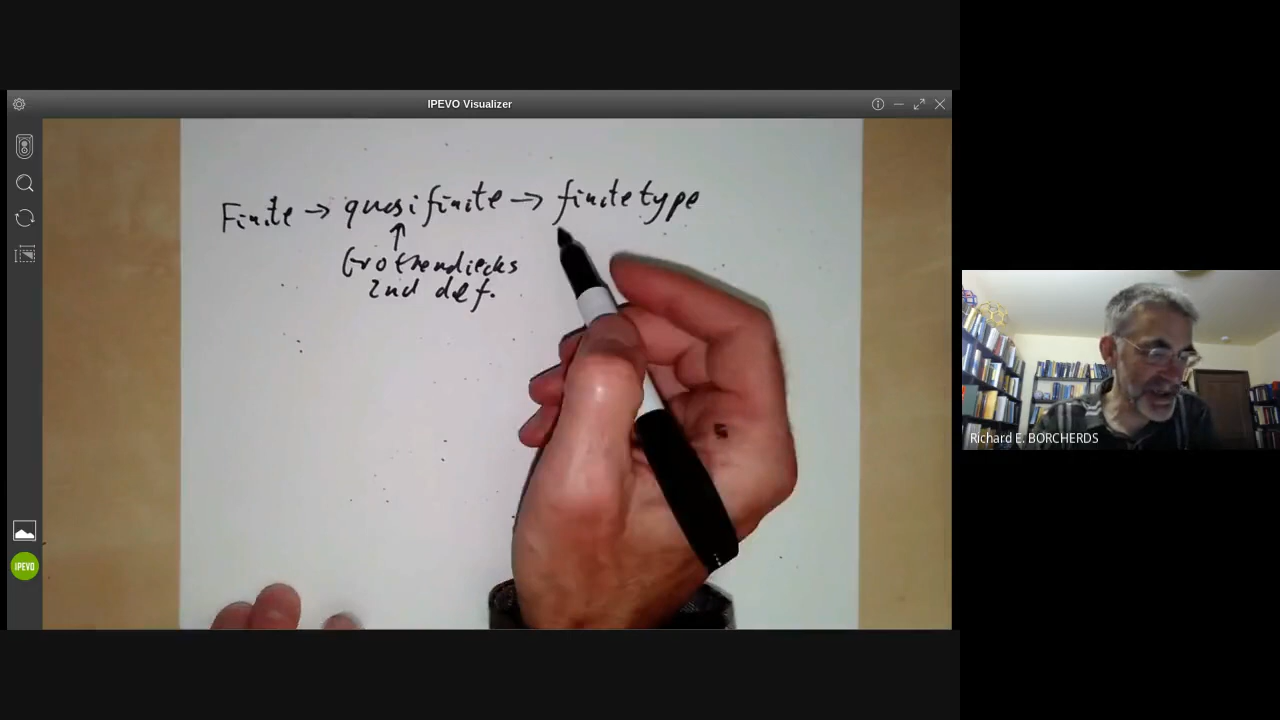 IPEVO Visualizer
Finite → quasifinite → finite type
↑
Grothendiecks
2nd def.
IPEVO
Richard E. BORCHERDS